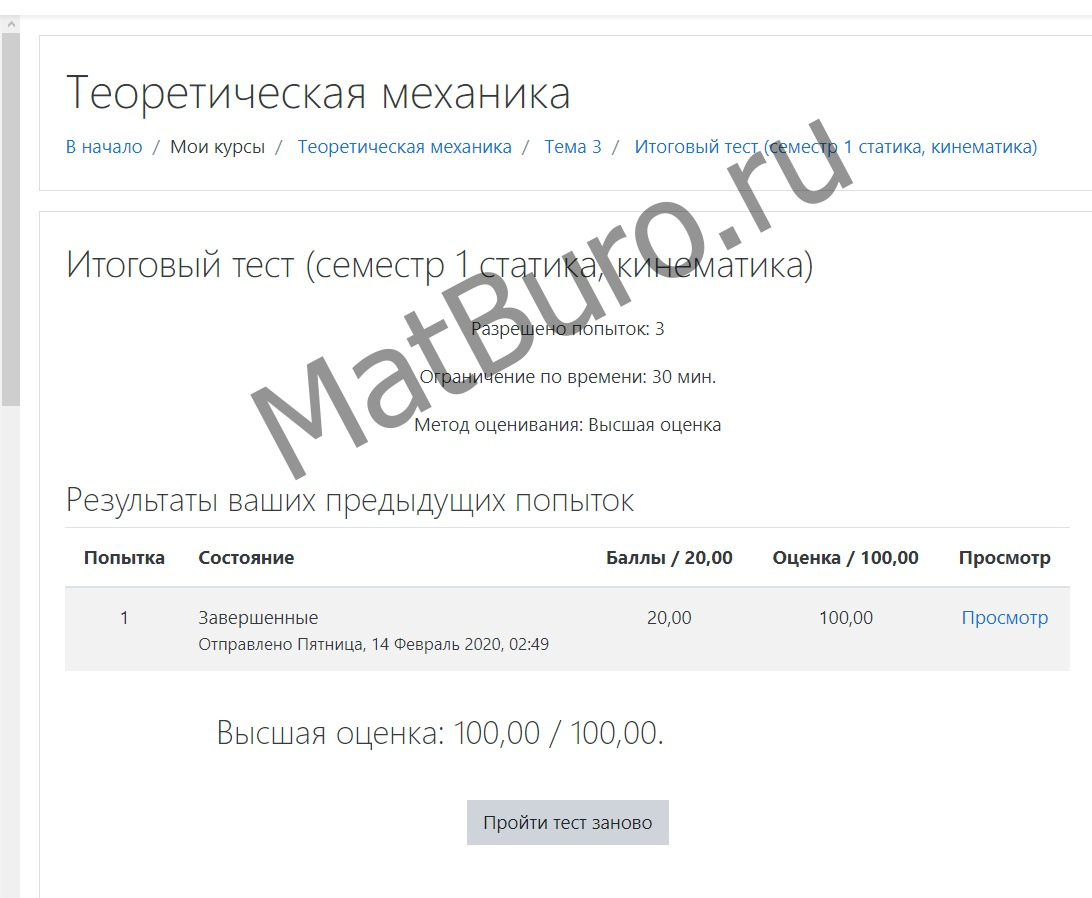 Теоретическая механика
В начало / Мои курсы / Теоретическая механика / Тема 3 / Итоговый тест (семестр 1 статика, кинематика)
Итоговый тест (семестр 1 статика, кинематика)
Разрешено попыток: 3
Ограничение по времени: 30 мин.
Метод оценивания: Высшая оценка
MatBuro.ru
Результаты ваших предыдущих попыток
Попытка Состояние Баллы / 20,00 Оценка / 100,00 Просмотр
1 Завершенные 20,00 100,00 Просмотр
Отправлено Пятница, 14 Февраль 2020, 02:49
Высшая оценка: 100,00 / 100,00.
Пройти тест заново